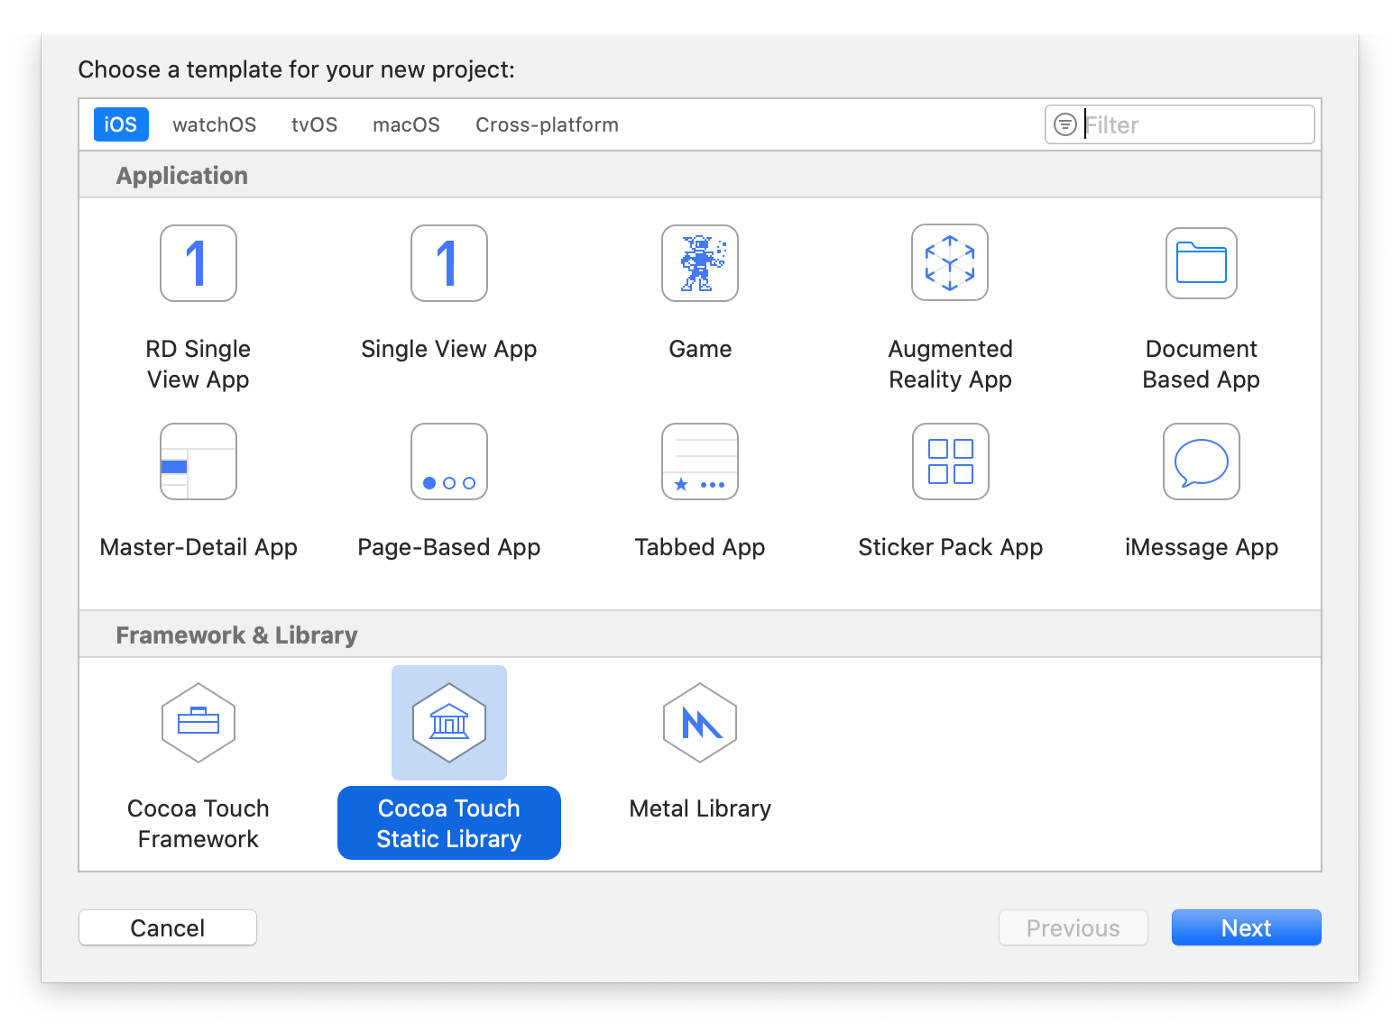 Choose a template for your new project:
iOS watchOS tvOS macOS Cross-platform Filter
Application
1 1
RD Single Single View App Game Augmented Document
View App Reality App Based App
Master-Detail App Page-Based App Tabbed App Sticker Pack App iMessage App
Framework & Library
Cocoa Touch Cocoa Touch Metal Library
Framework Static Library
Cancel Previous Next